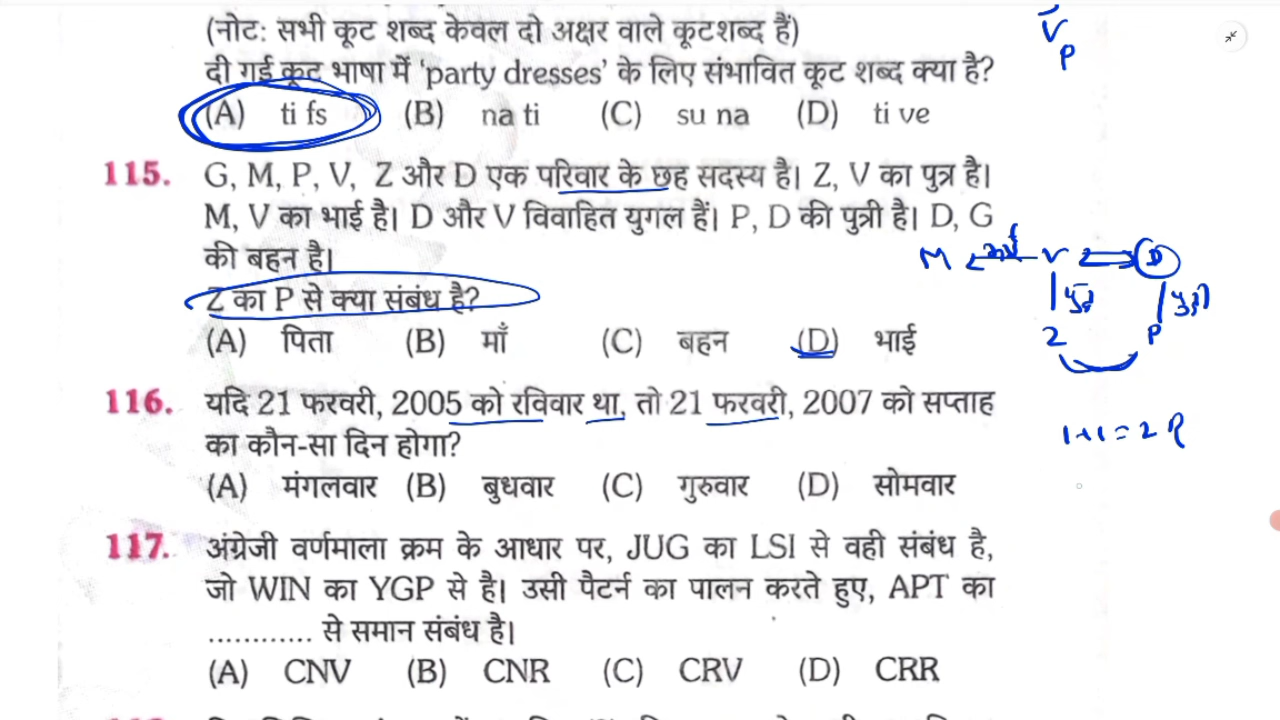 (नोट: सभी कूट शब्द केवल दो अक्षर वाले कूटशब्द हैं)
दी गई कूट भाषा में 'party dresses' के लिए संभावित कूट शब्द क्या है?
(A) ti fs (B) na ti (C) su na (D) ti ve
V
P
115. G, M, P, V, Z और D एक परिवार के छह सदस्य है। Z, V का पुत्र है।
M, V का भाई है। D और V विवाहित युगल हैं। P, D की पुत्री है। D, G
की बहन है।
Z का P से क्या संबंध है?
(A) पिता (B) माँ (C) बहन (D) भाई
M V D
Z P
116. यदि 21 फरवरी, 2005 को रविवार था, तो 21 फरवरी, 2007 को सप्ताह
का कौन-सा दिन होगा?
(A) मंगलवार (B) बुधवार (C) गुरुवार (D) सोमवार
1+1=2
117. अंग्रेजी वर्णमाला क्रम के आधार पर, JUG का LSI से वही संबंध है,
जो WIN का YGP से है। उसी पैटर्न का पालन करते हुए, APT का
............ से समान संबंध है।
(A) CNV (B) CNR (C) CRV (D) CRR